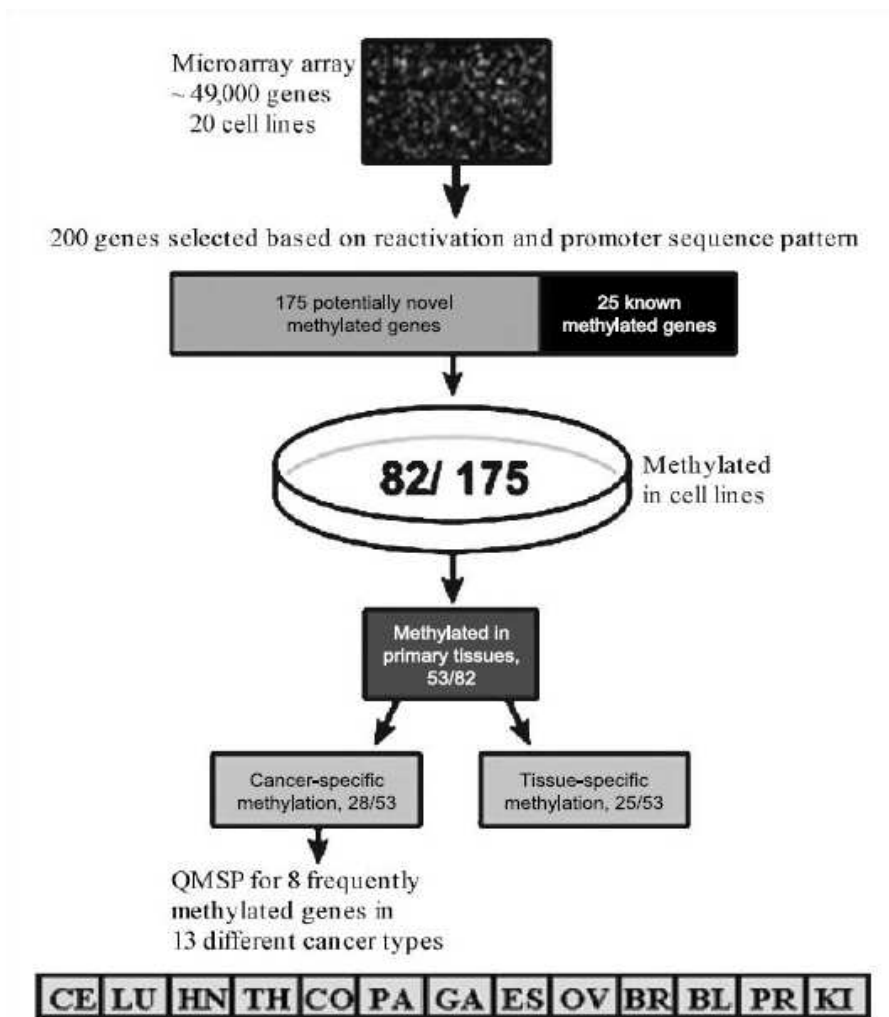 Microarray array
~ 49,000 genes
20 cell lines
200 genes selected based on reactivation and promoter sequence pattern
175 potentially novel
methylated genes
25 known
methylated genes
82/ 175
Methylated
in cell lines
Methylated in
primary tissues,
53/82
Cancer-specific
methylation, 28/53
Tissue-specific
methylation, 25/53
QMSP for 8 frequently
methylated genes in
13 different cancer types
CE LU HN TH CO PA GA ES OV BR BL PR KI